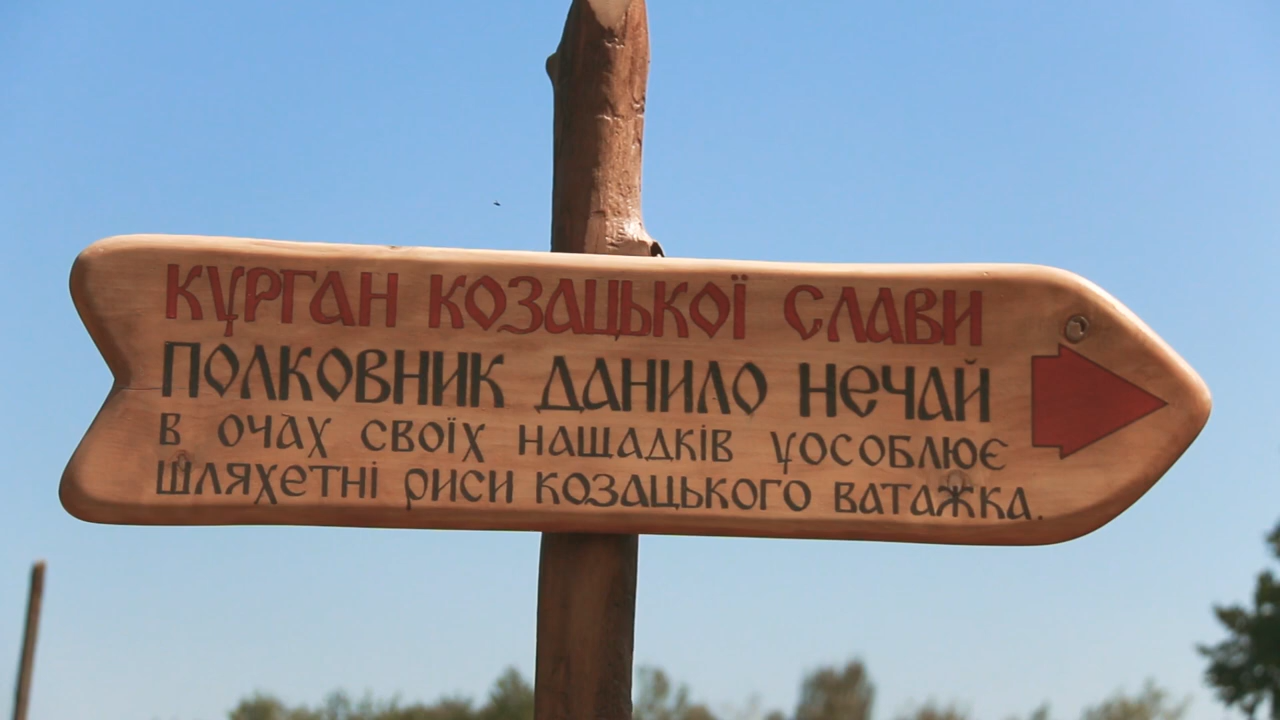 КУРГАН КОЗАЦЬКОЇ СЛАВИ
ПОЛКОВНИК ДАНИЛО НЕЧАЙ
В ОЧАХ СВОЇХ НАЩАДКІВ УОСОБЛЮЄ
ШЛЯХЕТНІ РИСИ КОЗАЦЬКОГО ВАТАЖКА.